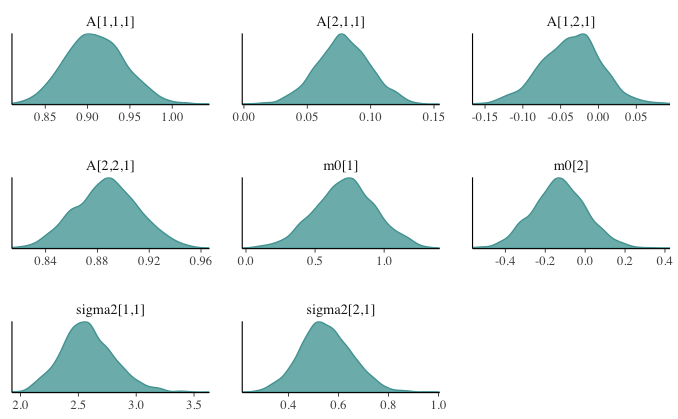 A[1,1,1] A[2,1,1] A[1,2,1]
0.85 0.90 0.95 1.00 0.00 0.05 0.10 0.15 -0.15 -0.10 -0.05 0.00 0.05
A[2,2,1] m0[1] m0[2]
0.84 0.88 0.92 0.96 0.0 0.5 1.0 -0.4 -0.2 0.0 0.2 0.4
sigma2[1,1] sigma2[2,1]
2.0 2.5 3.0 3.5 0.4 0.6 0.8 1.0